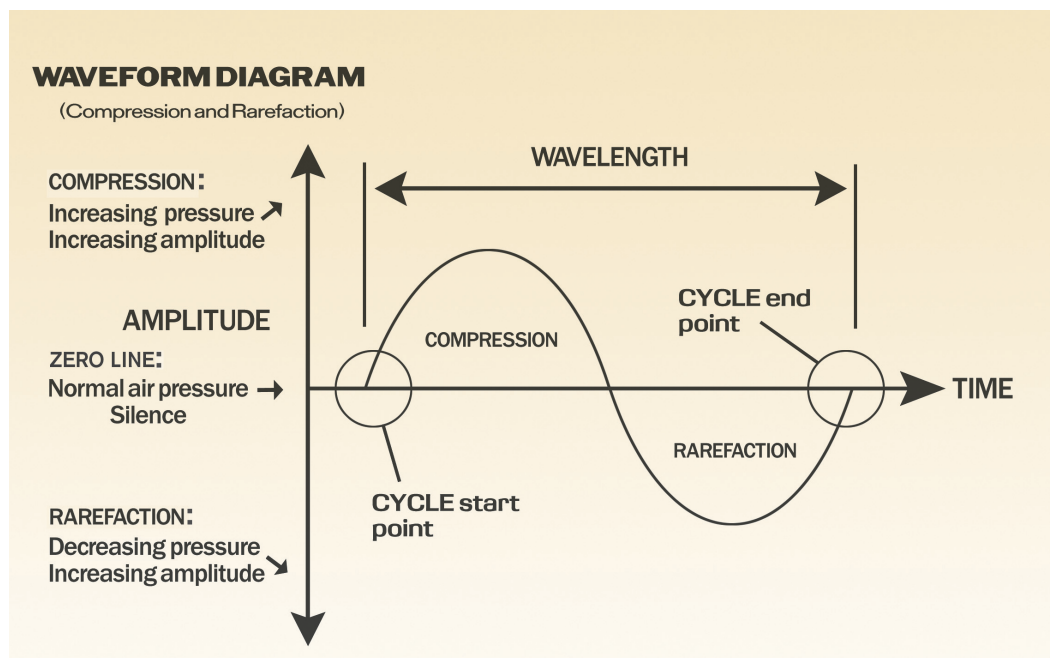 WAVEFORM DIAGRAM
(Compression and Rarefaction)
COMPRESSION:
Increasing pressure
Increasing amplitude
AMPLITUDE
ZERO LINE:
Normal air pressure
Silence
RAREFACTION:
Decreasing pressure
Increasing amplitude
WAVELENGTH
COMPRESSION
CYCLE end
point
TIME
RAREFACTION
CYCLE start
point